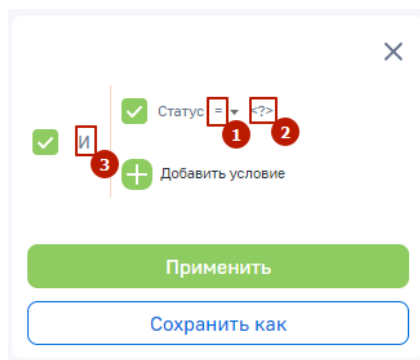 Статус = <?>
1 2
И
3
Добавить условие
Применить
Сохранить как